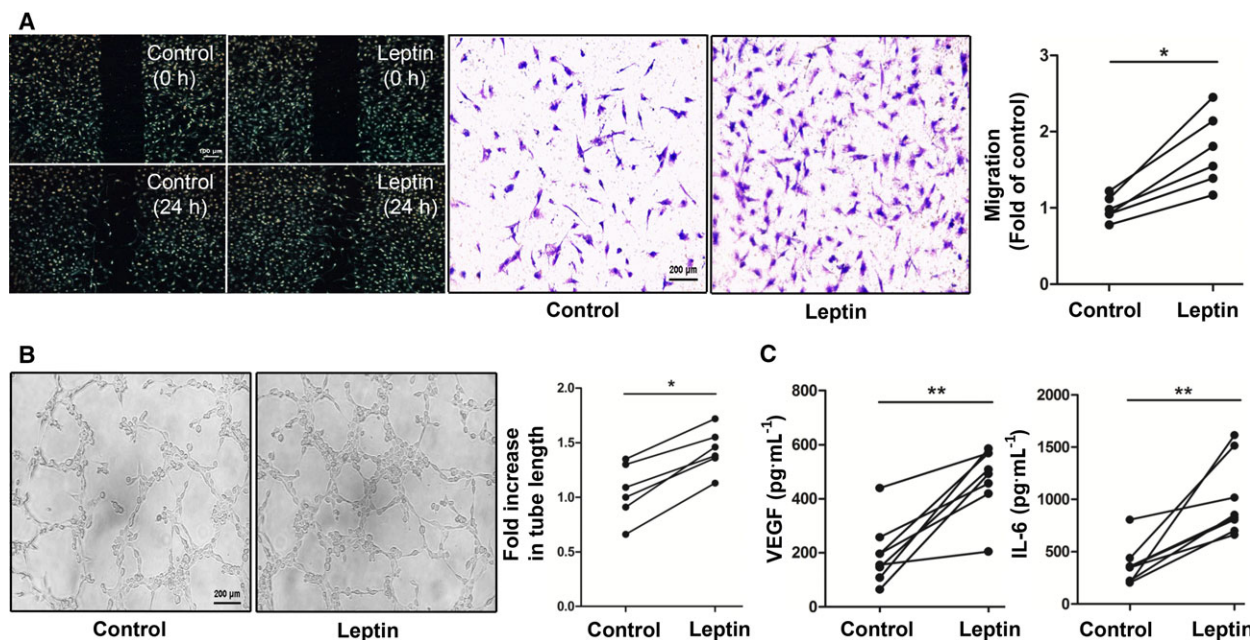 A
Control
(0 h)
Leptin
(0 h)
100 µm
Control
(24 h)
Leptin
(24 h)
200 µm
Control
Leptin
Migration
(Fold of control)
3
2
1
0
*
Control
Leptin
B
200 µm
Control
Leptin
Fold increase
in tube length
2.0
1.5
1.0
0.5
0.0
*
Control
Leptin
C
VEGF (pg·mL⁻¹)
800
600
400
200
0
**
Control
Leptin
IL-6 (pg·mL⁻¹)
2000
1500
1000
500
0
**
Control
Leptin